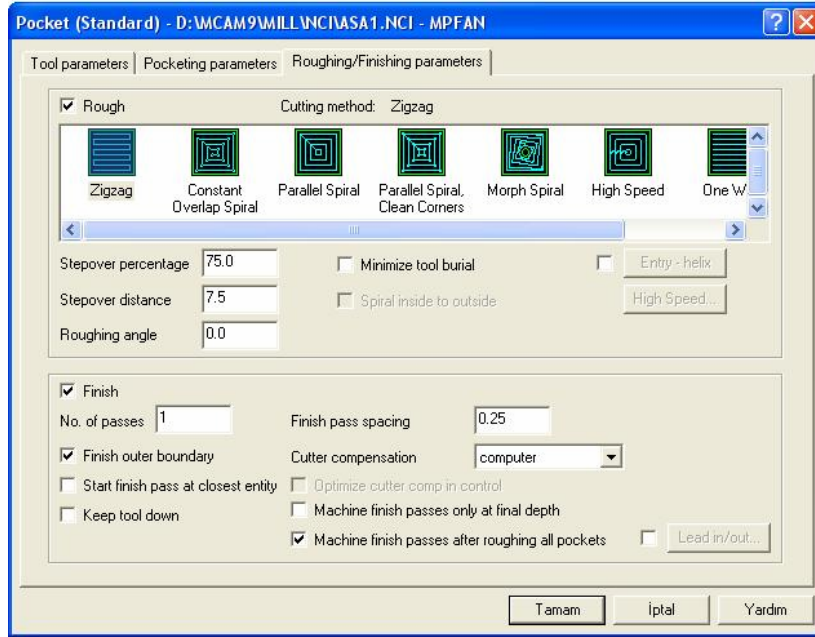 Pocket (Standard) - D:\MCAM9\MILL\NCI\ASA1.NCI - MPFAN
Tool parameters Pocketing parameters Roughing/Finishing parameters
Rough Cutting method: Zigzag
Zigzag Constant Overlap Spiral Parallel Spiral Parallel Spiral, Clean Corners Morph Spiral High Speed One W
Stepover percentage 75.0 Minimize tool burial Entry - helix
Stepover distance 7.5 Spiral inside to outside High Speed...
Roughing angle 0.0
Finish
No. of passes 1 Finish pass spacing 0.25
Finish outer boundary Cutter compensation computer
Start finish pass at closest entity Optimize cutter comp in control
Keep tool down Machine finish passes only at final depth
Machine finish passes after roughing all pockets Lead in/out...
Tamam İptal Yardım